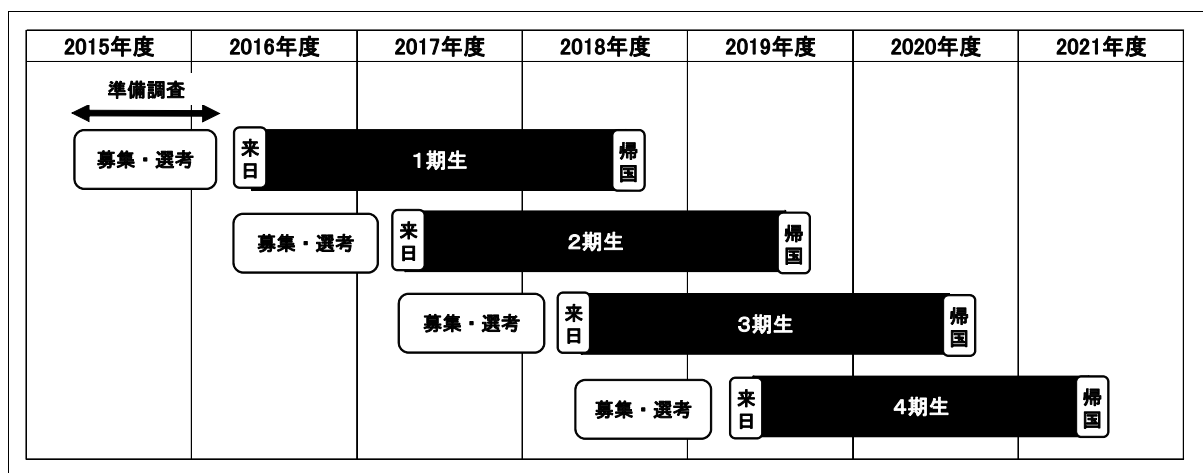 2015年度 2016年度 2017年度 2018年度 2019年度 2020年度 2021年度
準備調査
募集・選考 来日 1期生 帰国
募集・選考 来日 2期生 帰国
募集・選考 来日 3期生 帰国
募集・選考 来日 4期生 帰国